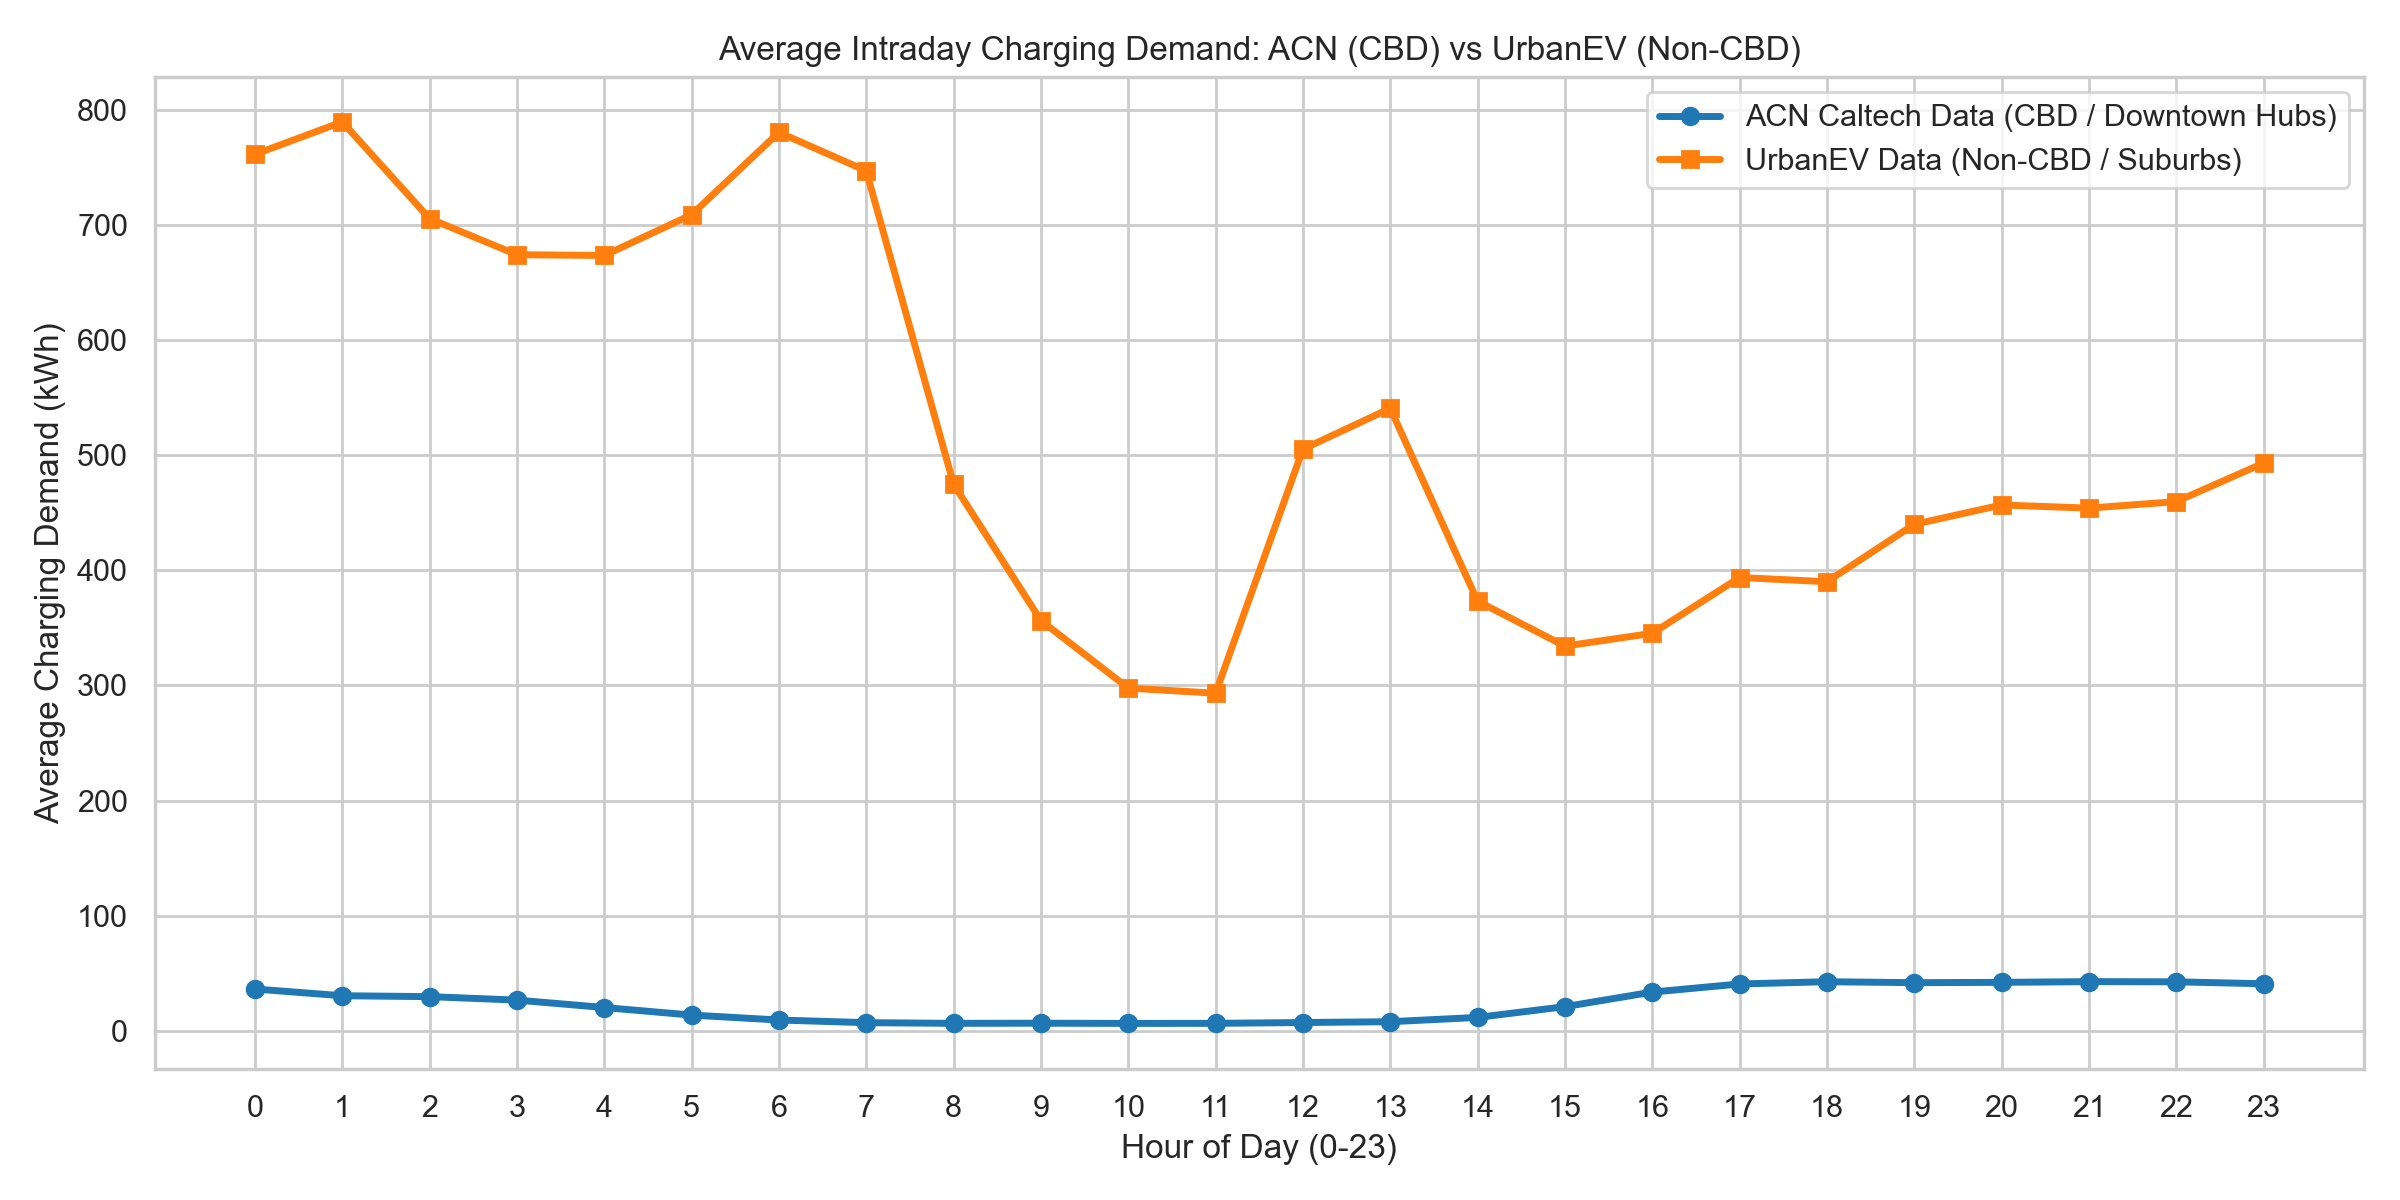 Average Intraday Charging Demand: ACN (CBD) vs UrbanEV (Non-CBD)
ACN Caltech Data (CBD / Downtown Hubs)
UrbanEV Data (Non-CBD / Suburbs)
Average Charging Demand (kWh)
800
700
600
500
400
300
200
100
0
0 1 2 3 4 5 6 7 8 9 10 11 12 13 14 15 16 17 18 19 20 21 22 23
Hour of Day (0-23)